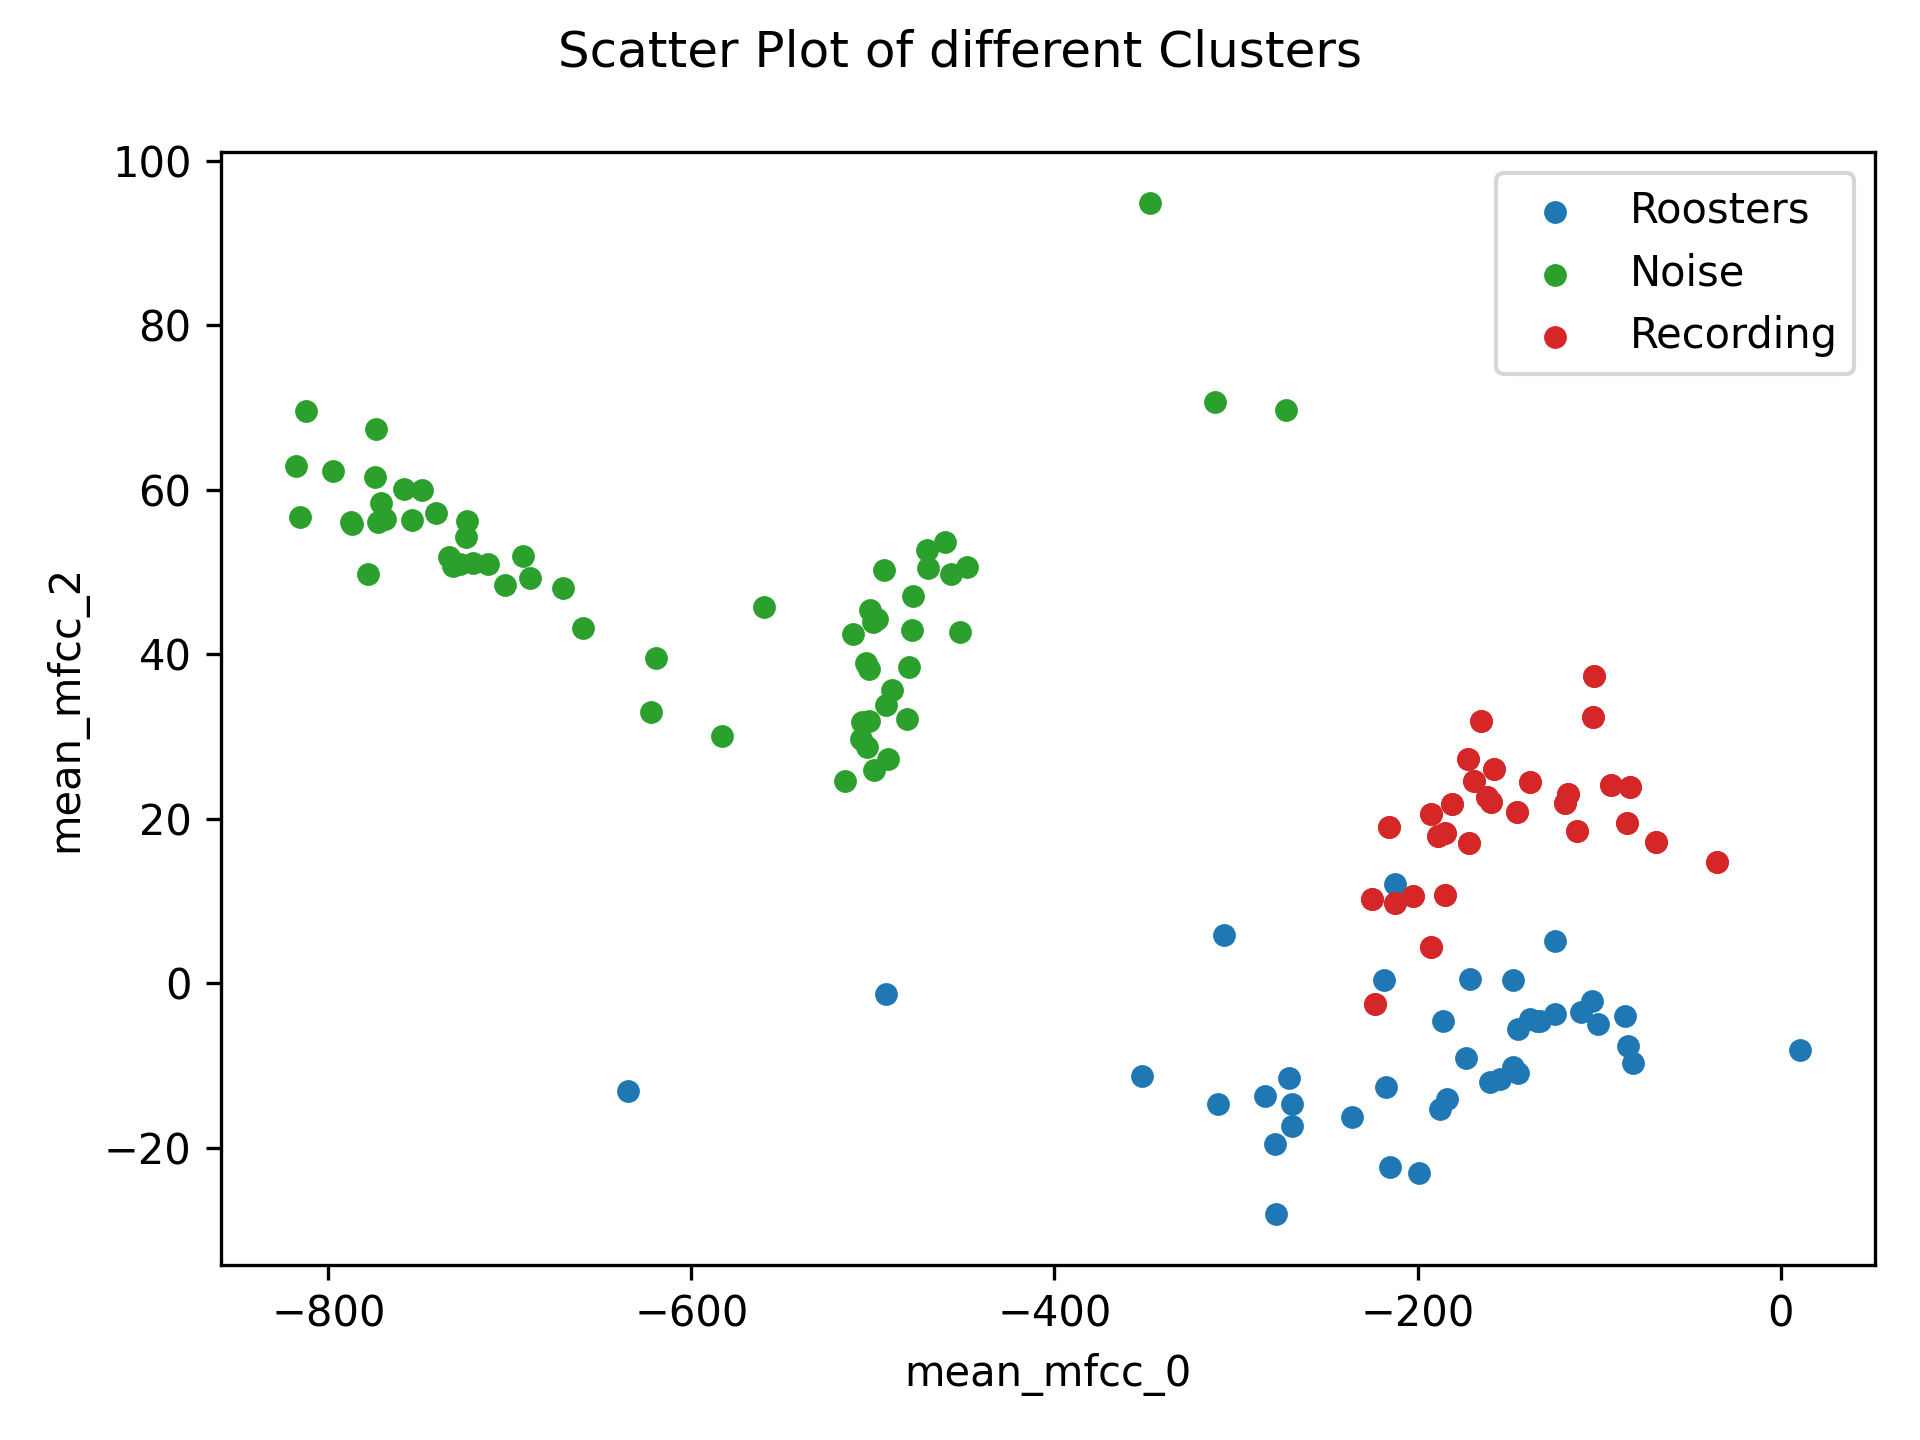 Scatter Plot of different Clusters
100
80
60
40
20
0
−20
mean_mfcc_2
Roosters
Noise
Recording
−800
−600
−400
−200
0
mean_mfcc_0